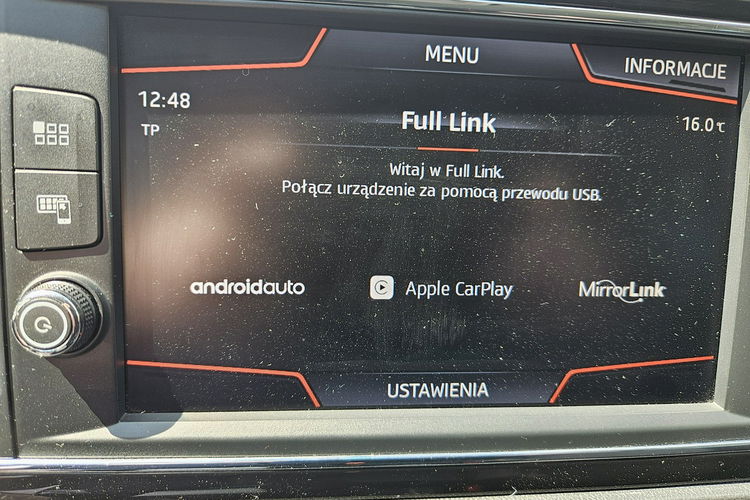 MENU
INFORMACJE
12:48
TP
Full Link
16.0°C
Witaj w Full Link.
Połącz urządzenie za pomocą przewodu USB.
androidauto
Apple CarPlay
MirrorLink
USTAWIENIA